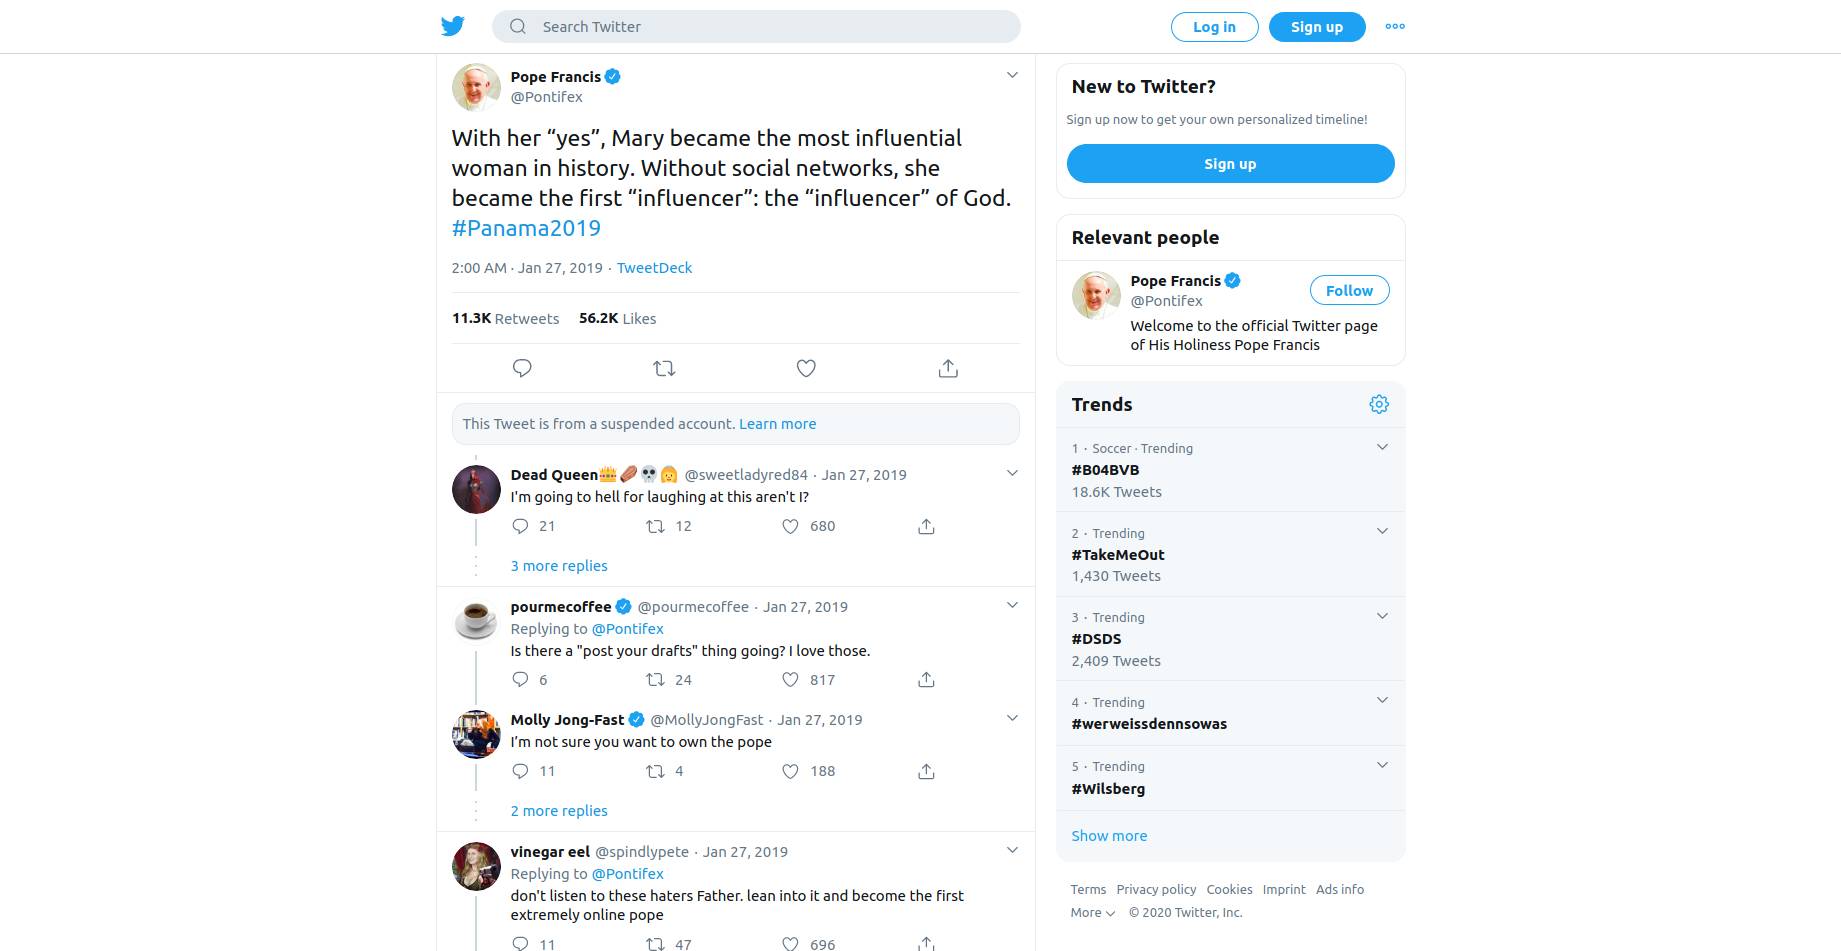 Search Twitter
Log in
Sign up
Pope Francis
@Pontifex
With her “yes”, Mary became the most influential
woman in history. Without social networks, she
became the first “influencer”: the “influencer” of God.
#Panama2019
2:00 AM · Jan 27, 2019 · TweetDeck
11.3K Retweets 56.2K Likes
This Tweet is from a suspended account. Learn more
Dead Queen👑⚰️💀👸 @sweetladyred84 · Jan 27, 2019
I'm going to hell for laughing at this aren't I?
21 12 680
3 more replies
pourmecoffee @pourmecoffee · Jan 27, 2019
Replying to @Pontifex
Is there a "post your drafts" thing going? I love those.
6 24 817
Molly Jong-Fast @MollyJongFast · Jan 27, 2019
I’m not sure you want to own the pope
11 4 188
2 more replies
vinegar eel @spindlypete · Jan 27, 2019
Replying to @Pontifex
don't listen to these haters Father. lean into it and become the first
extremely online pope
11 47 696
New to Twitter?
Sign up now to get your own personalized timeline!
Sign up
Relevant people
Pope Francis
@Pontifex
Follow
Welcome to the official Twitter page
of His Holiness Pope Francis
Trends
1 · Soccer · Trending
#B04BVB
18.6K Tweets
2 · Trending
#TakeMeOut
1,430 Tweets
3 · Trending
#DSDS
2,409 Tweets
4 · Trending
#werweissdennsowas
5 · Trending
#Wilsberg
Show more
Terms Privacy policy Cookies Imprint Ads info
More © 2020 Twitter, Inc.